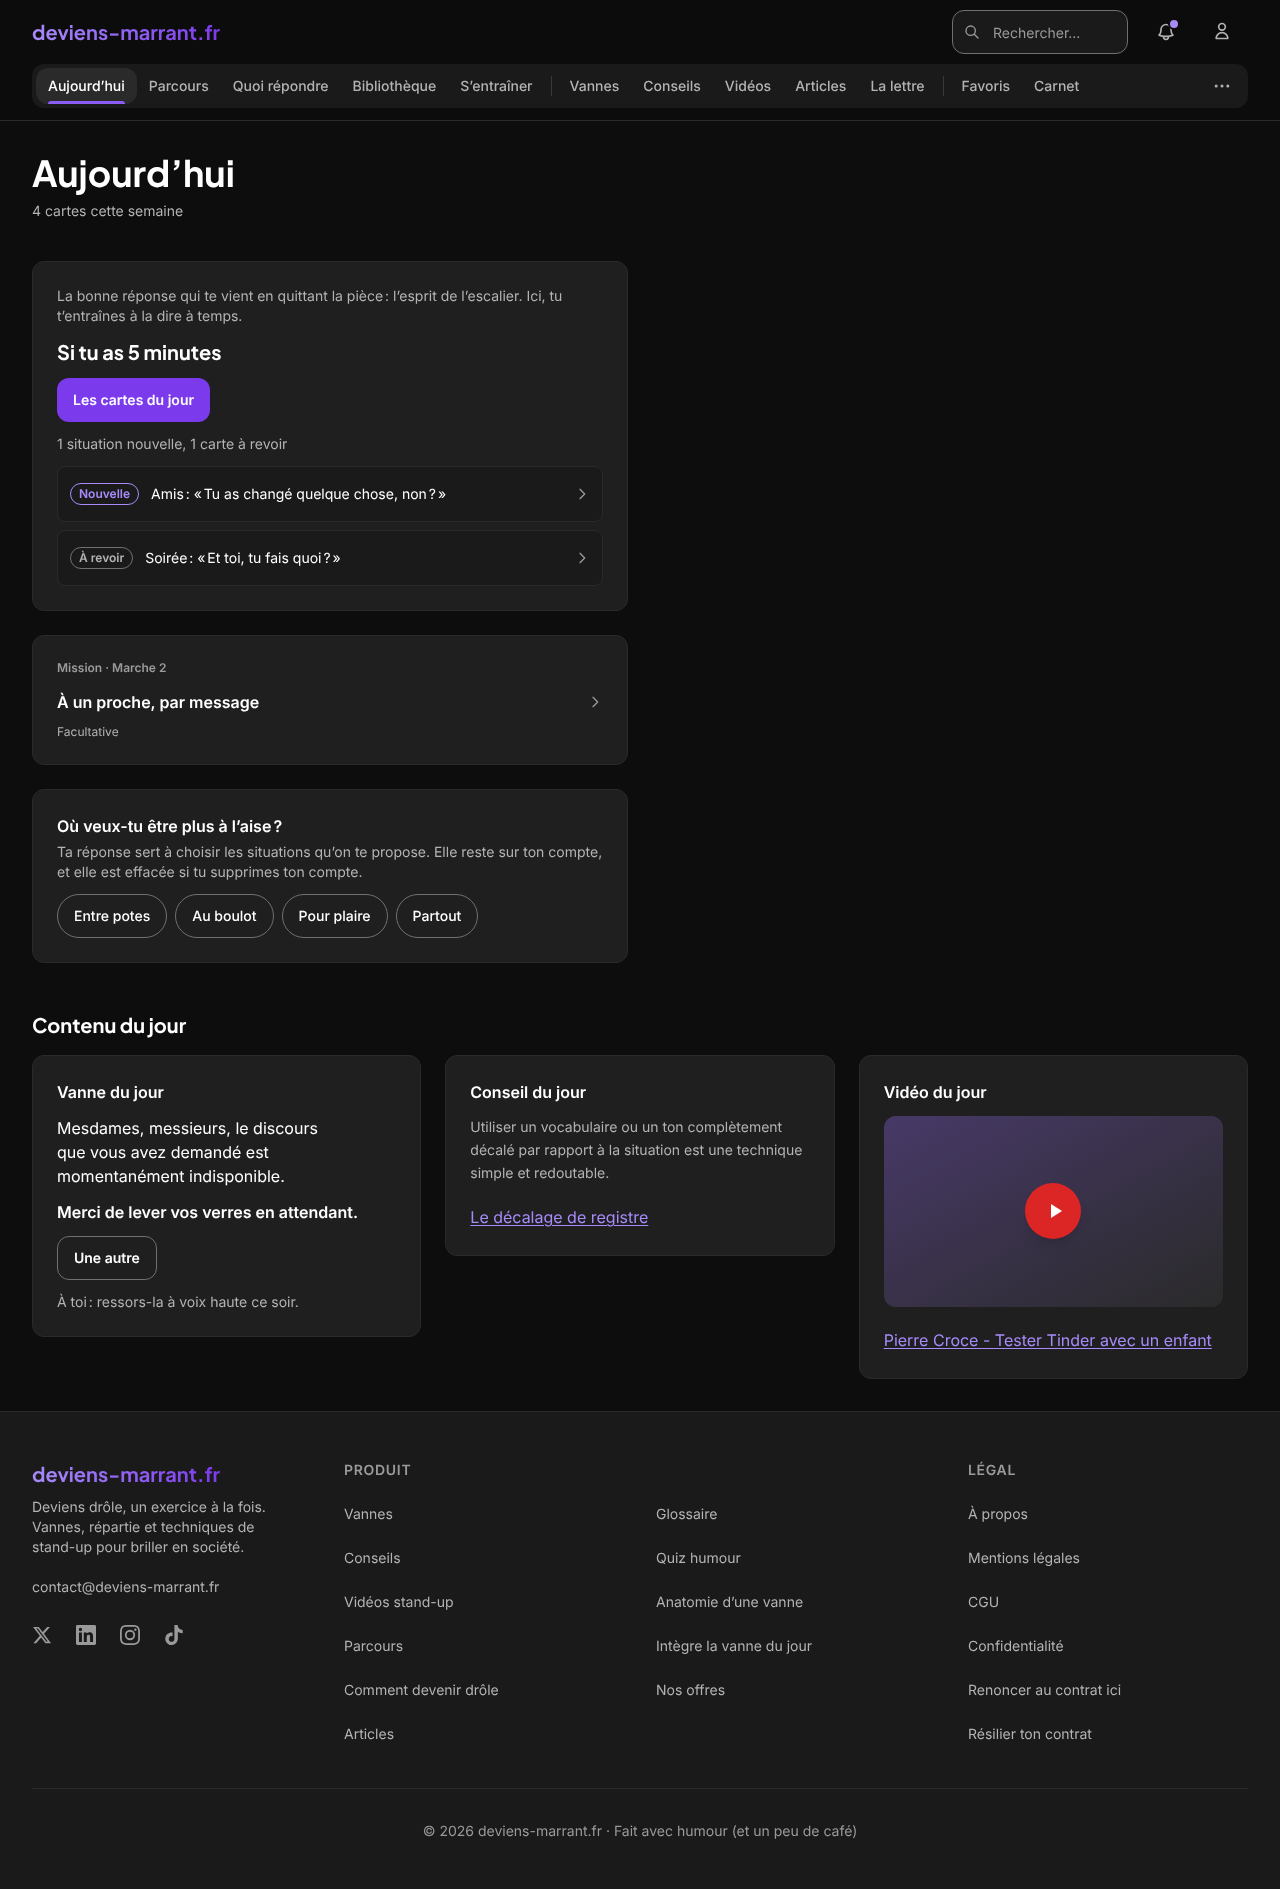 deviens-marrant.fr
Rechercher...
Aujourd’hui
Parcours
Quoi répondre
Bibliothèque
S’entraîner
Vannes
Conseils
Vidéos
Articles
La lettre
Favoris
Carnet
Aujourd’hui
4 cartes cette semaine
La bonne réponse qui te vient en quittant la pièce : l’esprit de l’escalier. Ici, tu
t’entraînes à la dire à temps.
Si tu as 5 minutes
Les cartes du jour
1 situation nouvelle, 1 carte à revoir
Nouvelle
Amis : « Tu as changé quelque chose, non ? »
À revoir
Soirée : « Et toi, tu fais quoi ? »
Mission · Marche 2
À un proche, par message
Facultative
Où veux-tu être plus à l’aise ?
Ta réponse sert à choisir les situations qu’on te propose. Elle reste sur ton compte,
et elle est effacée si tu supprimes ton compte.
Entre potes
Au boulot
Pour plaire
Partout
Contenu du jour
Vanne du jour
Mesdames, messieurs, le discours
que vous avez demandé est
momentanément indisponible.
Merci de lever vos verres en attendant.
Une autre
À toi : ressors-la à voix haute ce soir.
Conseil du jour
Utiliser un vocabulaire ou un ton complètement
décalé par rapport à la situation est une technique
simple et redoutable.
Le décalage de registre
Vidéo du jour
Pierre Croce - Tester Tinder avec un enfant
deviens-marrant.fr
Deviens drôle, un exercice à la fois.
Vannes, répartie et techniques de
stand-up pour briller en société.
contact@deviens-marrant.fr
PRODUIT
Vannes
Conseils
Vidéos stand-up
Parcours
Comment devenir drôle
Articles
Glossaire
Quiz humour
Anatomie d’une vanne
Intègre la vanne du jour
Nos offres
LÉGAL
À propos
Mentions légales
CGU
Confidentialité
Renoncer au contrat ici
Résilier ton contrat
© 2026 deviens-marrant.fr · Fait avec humour (et un peu de café)